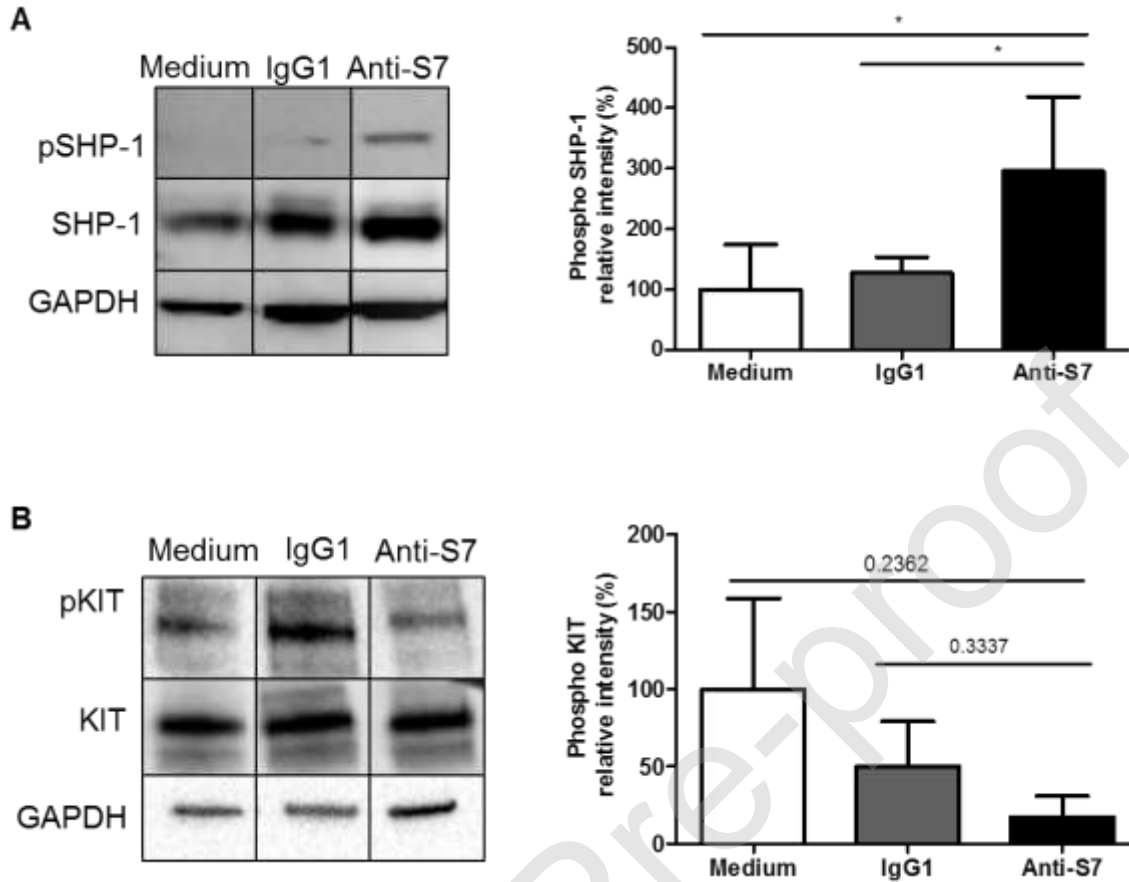 A
Medium IgG1 Anti-S7
pSHP-1
SHP-1
GAPDH
*
*
Phospho SHP-1
relative intensity (%)
500
400
300
200
100
0
Medium IgG1 Anti-S7
B
Medium IgG1 Anti-S7
pKIT
KIT
GAPDH
0.2362
0.3337
Phospho KIT
relative intensity (%)
200
150
100
50
0
Medium IgG1 Anti-S7
Pre-proof